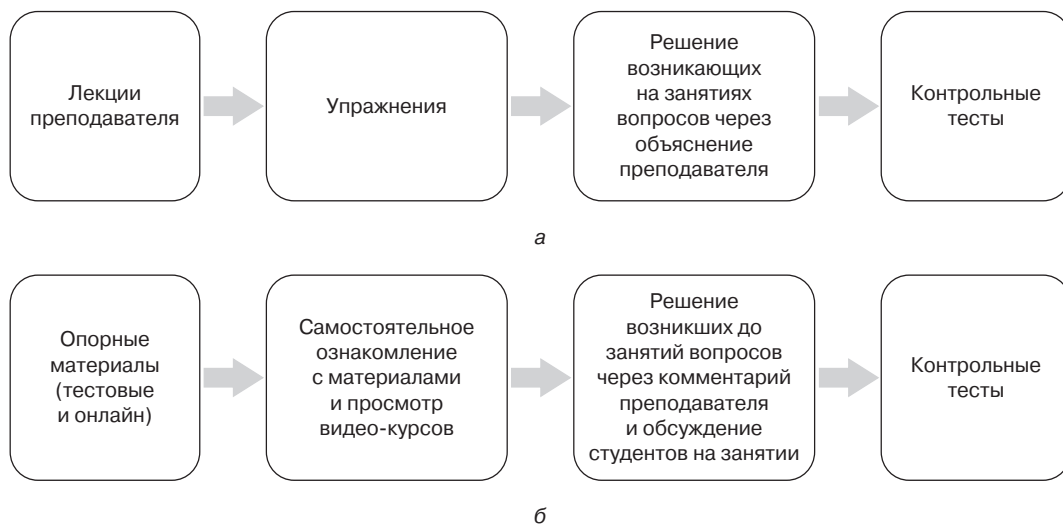 Лекции
преподавателя
Упражнения
Решение
возникающих
на занятиях
вопросов через
объяснение
преподавателя
Контрольные
тесты
а
Опорные
материалы
(тестовые
и онлайн)
Самостоятельное
ознакомление
с материалами
и просмотр
видео-курсов
Решение
возникших до
занятий вопросов
через комментарий
преподавателя
и обсуждение
студентов на занятии
Контрольные
тесты
б